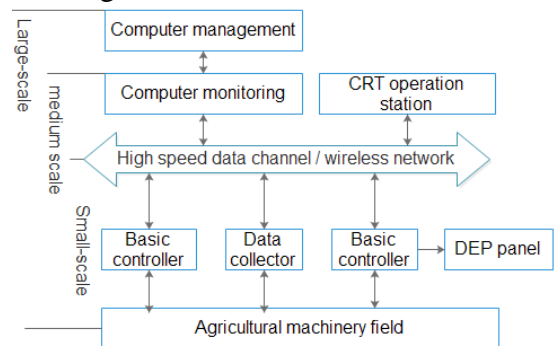 Computer management
Computer monitoring
CRT operation
station
High speed data channel / wireless network
Basic
controller
Data
collector
Basic
controller
DEP panel
Agricultural machinery field
Large-scale
medium scale
Small-scale